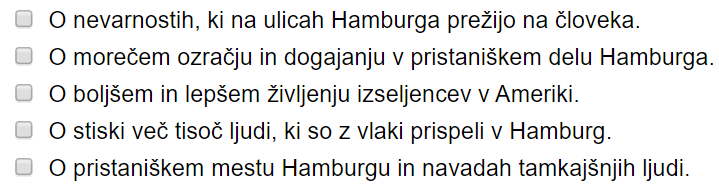 O nevarnostih, ki na ulicah Hamburga prežijo na človeka.
O morečem ozračju in dogajanju v pristaniškem delu Hamburga.
O boljšem in lepšem življenju izseljencev v Ameriki.
O stiski več tisoč ljudi, ki so z vlaki prispeli v Hamburg.
O pristaniškem mestu Hamburgu in navadah tamkajšnjih ljudi.